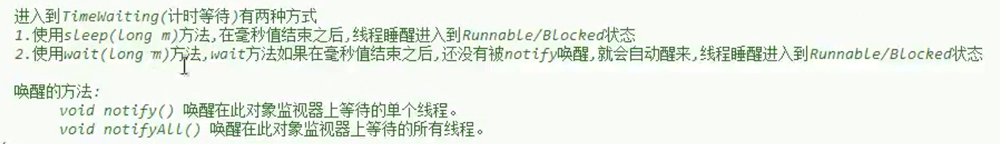 进入到TimeWaiting(计时等待)有两种方式
1.使用sleep(long m)方法,在毫秒值结束之后,线程睡醒进入到Runnable/Blocked状态
2.使用wait(long m)方法,wait方法如果在毫秒值结束之后,还没有被notify唤醒,就会自动醒来,线程睡醒进入到Runnable/Blocked状态
唤醒的方法:
void notify() 唤醒在此对象监视器上等待的单个线程。
void notifyAll() 唤醒在此对象监视器上等待的所有线程。